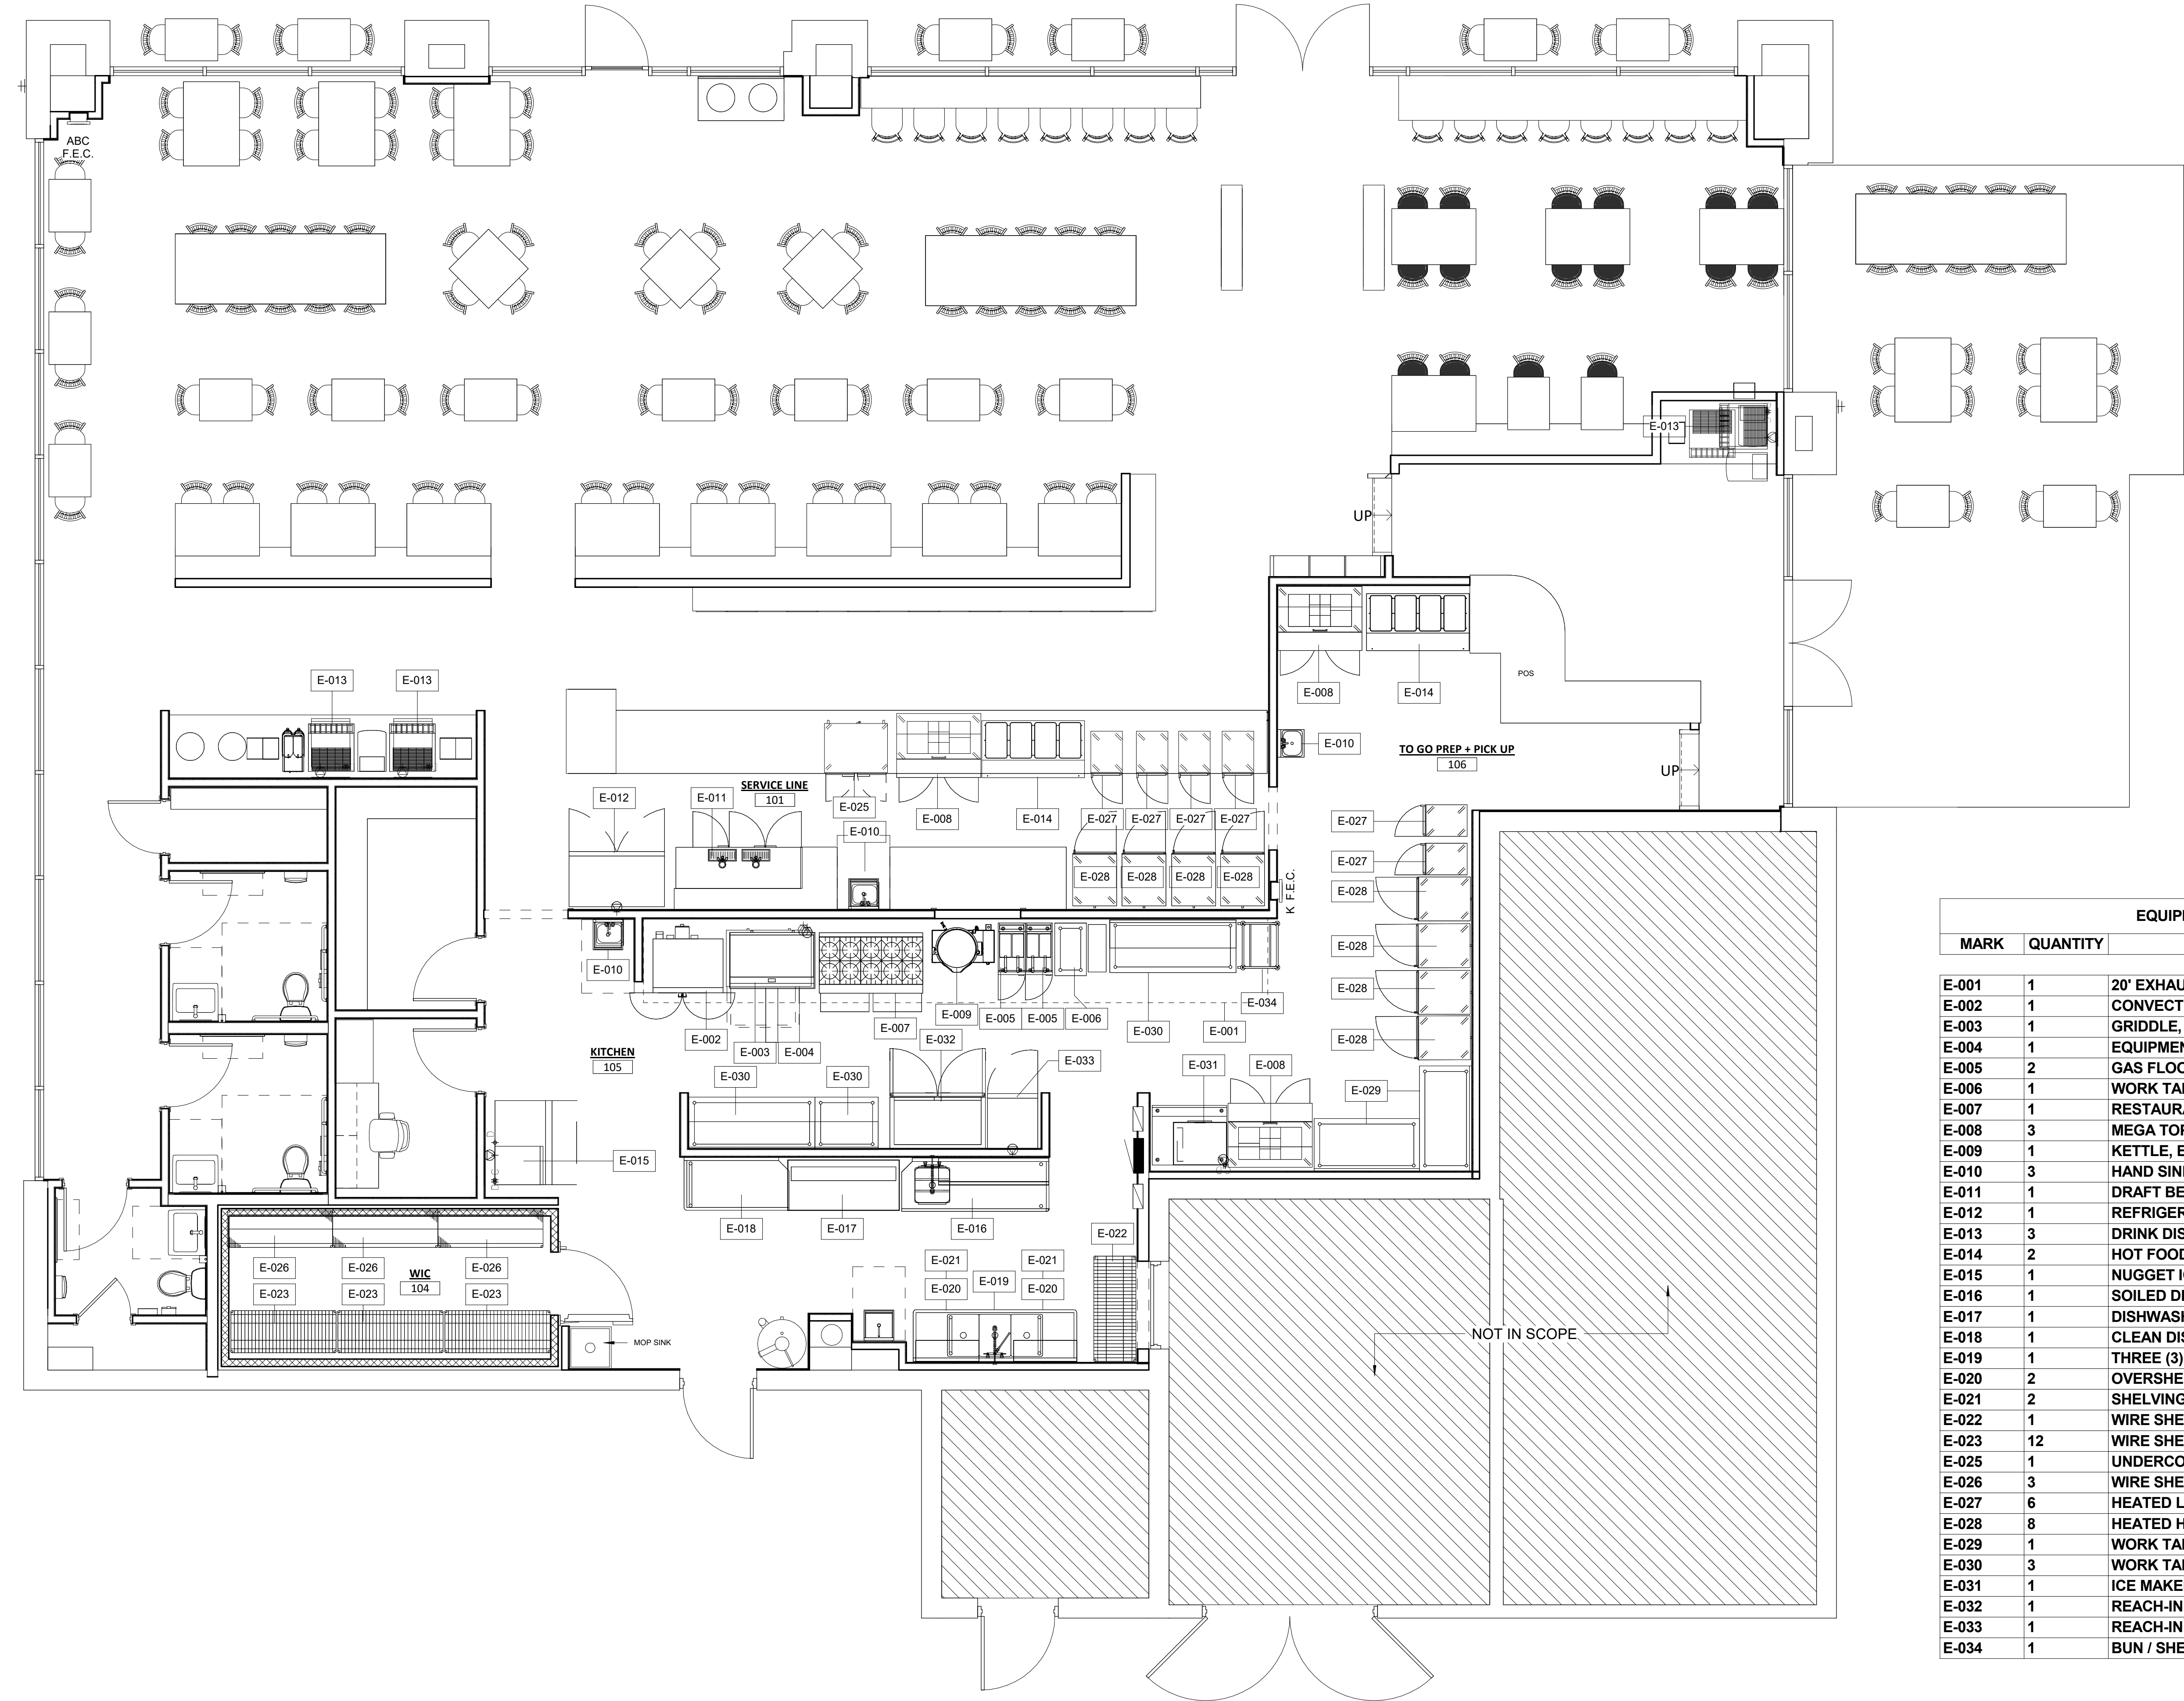 ABC
F.E.C.
E-013
UP
E-008
E-014
POS
E-013
E-013
E-010
TO GO PREP + PICK UP
106
UP
SERVICE LINE
101
E-012
E-011
E-025
E-010
E-008
E-014
E-027
E-027
E-027
E-027
E-028
E-028
E-028
E-028
K F.E.C.
E-027
E-027
E-028
E-028
E-028
E-028
E-010
E-002
E-003
E-004
E-007
E-009
E-005
E-005
E-006
E-030
E-001
E-034
KITCHEN
105
E-032
E-033
E-030
E-030
E-031
E-008
E-029
E-015
E-018
E-017
E-016
E-022
E-026
E-026
E-026
WIC
104
E-023
E-023
E-023
E-021
E-020
E-019
E-021
E-020
MOP SINK
NOT IN SCOPE
EQUIP
MARK QUANTITY
E-001 1 20' EXHAU
E-002 1 CONVECT
E-003 1 GRIDDLE,
E-004 1 EQUIPMEN
E-005 2 GAS FLOO
E-006 1 WORK TAB
E-007 1 RESTAURA
E-008 3 MEGA TOP
E-009 1 KETTLE, E
E-010 3 HAND SINK
E-011 1 DRAFT BE
E-012 1 REFRIGER
E-013 3 DRINK DIS
E-014 2 HOT FOOD
E-015 1 NUGGET I
E-016 1 SOILED DI
E-017 1 DISHWASH
E-018 1 CLEAN DIS
E-019 1 THREE (3)
E-020 2 OVERSHE
E-021 2 SHELVING
E-022 1 WIRE SHE
E-023 12 WIRE SHE
E-025 1 UNDERCO
E-026 3 WIRE SHE
E-027 6 HEATED L
E-028 8 HEATED H
E-029 1 WORK TAB
E-030 3 WORK TAB
E-031 1 ICE MAKE
E-032 1 REACH-IN
E-033 1 REACH-IN
E-034 1 BUN / SHE